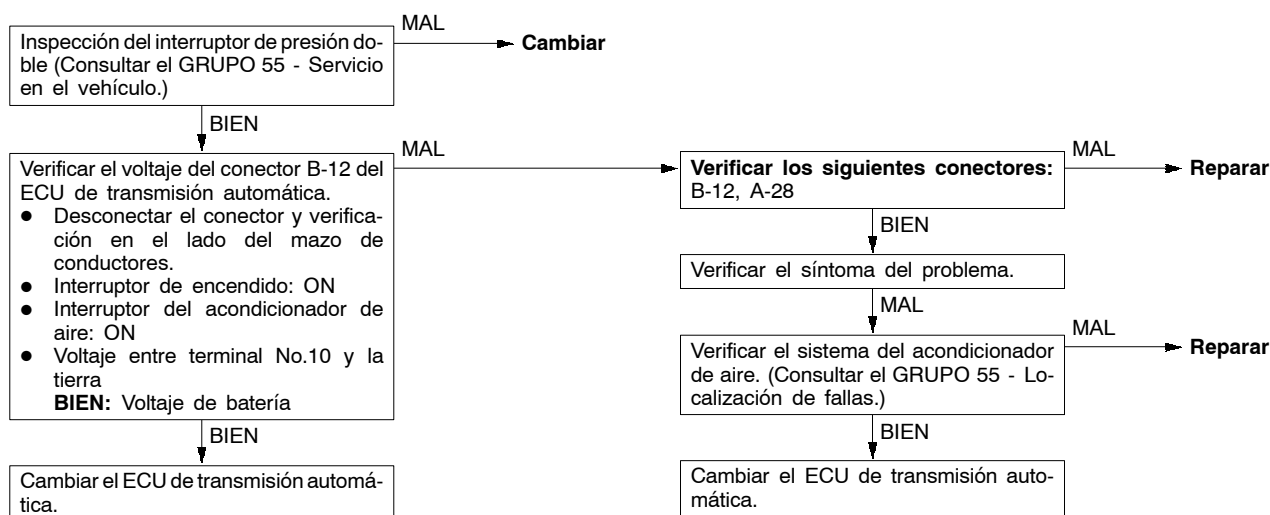 Inspección del interruptor de presión do-
ble (Consultar el GRUPO 55 - Servicio
en el vehículo.)
MAL
Cambiar
BIEN
Verificar el voltaje del conector B-12 del
ECU de transmisión automática.
● Desconectar el conector y verifica-
ción en el lado del mazo de
conductores.
● Interruptor de encendido: ON
● Interruptor del acondicionador de
aire: ON
● Voltaje entre terminal No.10 y la
tierra
BIEN: Voltaje de batería
MAL
BIEN
Cambiar el ECU de transmisión automá-
tica.
Verificar los siguientes conectores:
B-12, A-28
MAL
Reparar
BIEN
Verificar el síntoma del problema.
MAL
Verificar el sistema del acondicionador
de aire. (Consultar el GRUPO 55 - Lo-
calización de fallas.)
MAL
Reparar
BIEN
Cambiar el ECU de transmisión auto-
mática.